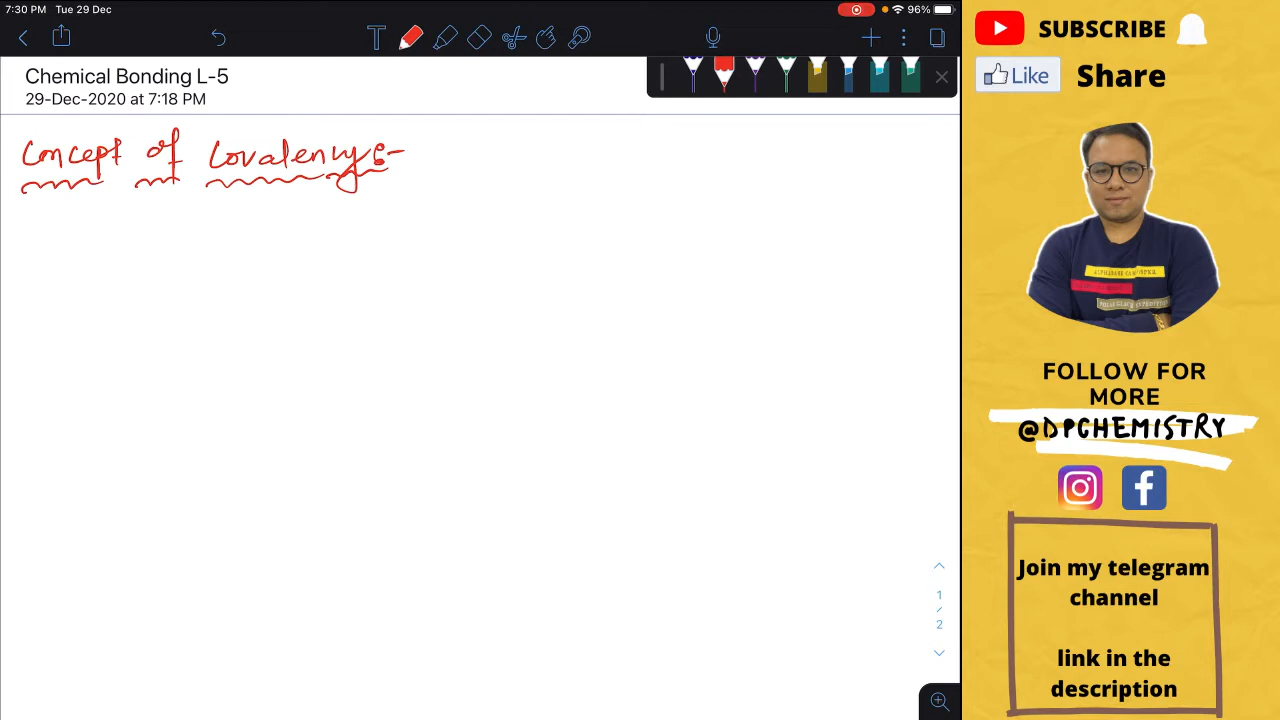 7:30 PM Tue 29 Dec
96%
Chemical Bonding L-5
29-Dec-2020 at 7:18 PM
Concept of Covalency:-
1
/
2
SUBSCRIBE
Like Share
FOLLOW FOR
MORE
@DPCHEMISTRY
Join my telegram
channel
link in the
description